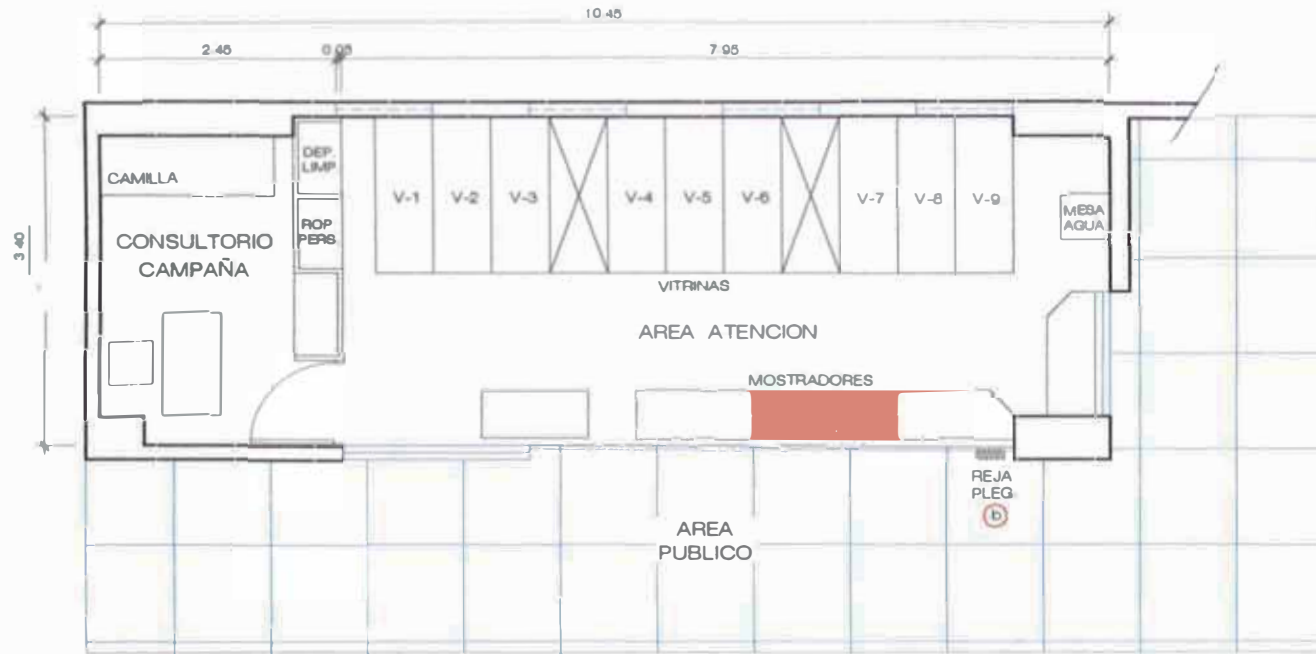 10.45
2.45
0.05
7.95
3.40
DEP.
LIMP.
CAMILLA
V-1
V-2
V-3
V-4
V-5
V-6
V-7
V-8
V-9
ROP
PERS
MESA
AGUA
CONSULTORIO
CAMPAÑA
VITRINAS
AREA ATENCION
MOSTRADORES
REJA
PLEG
b
AREA
PUBLICO